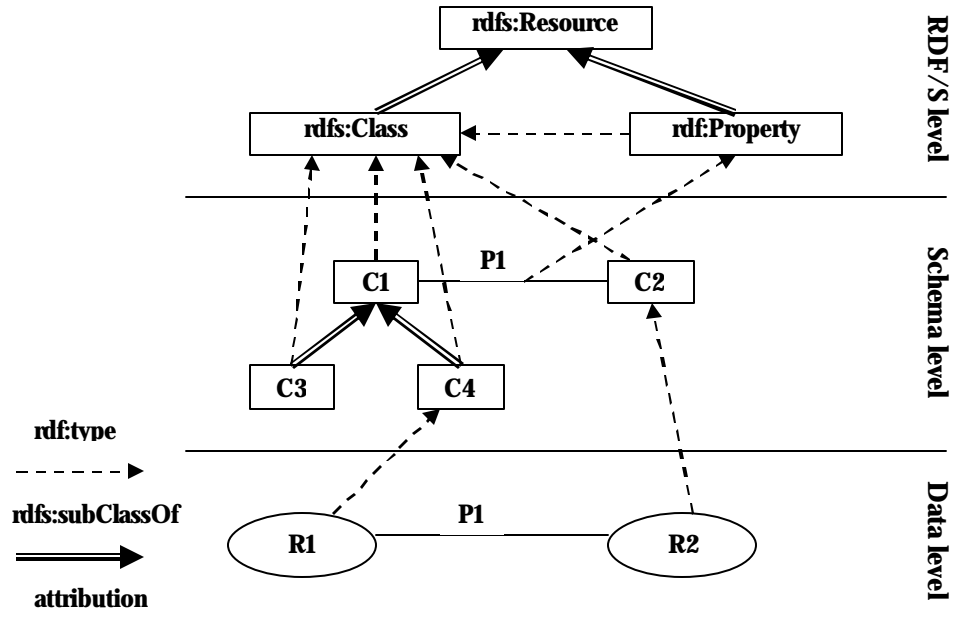 rdfs:Resource
RDF/S level
rdfs:Class
rdf:Property
P1
C1
C2
Schema level
C3
C4
rdf:type
rdfs:subClassOf
P1
R1
R2
Data level
attribution